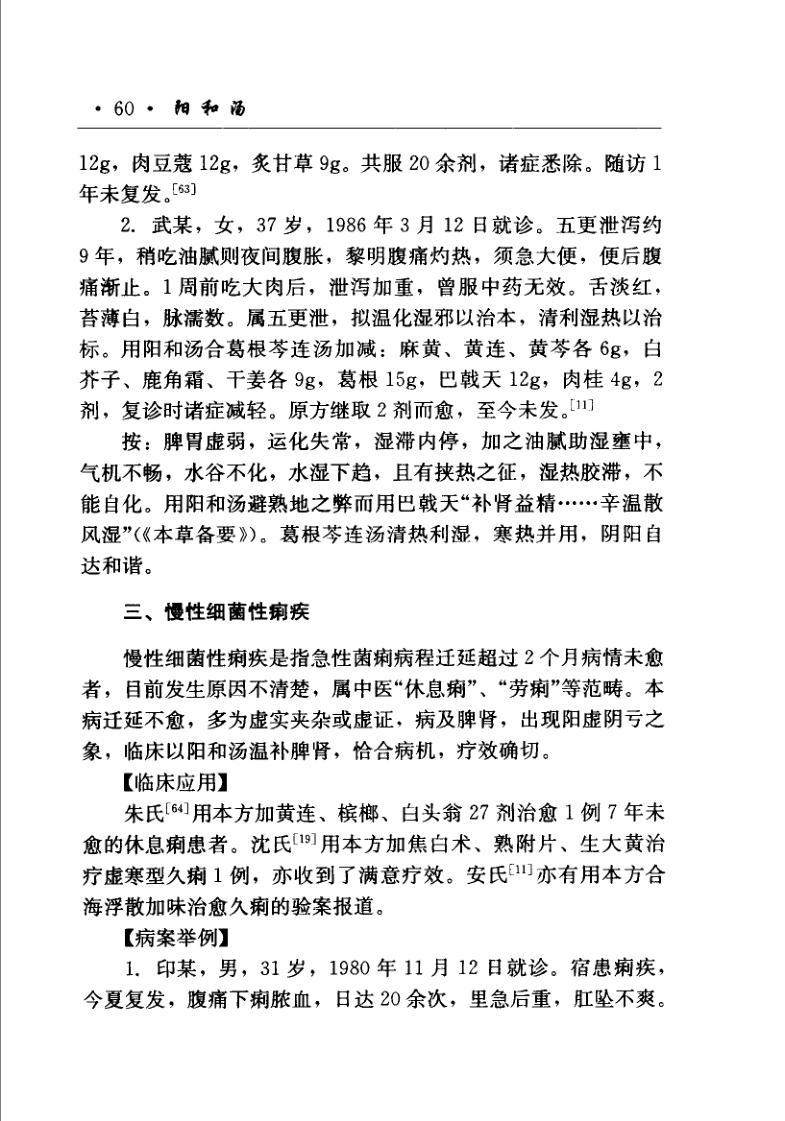 · 60 · 阳和汤
12g，肉豆蔻 12g，炙甘草 9g。共服 20 余剂，诸症悉除。随访 1
年未复发。[63]
2. 武某，女，37 岁，1986 年 3 月 12 日就诊。五更泄泻约
9 年，稍吃油腻则夜间腹胀，黎明腹痛灼热，须急大便，便后腹
痛渐止。1 周前吃大肉后，泄泻加重，曾服中药无效。舌淡红，
苔薄白，脉濡数。属五更泄，拟温化湿邪以治本，清利湿热以治
标。用阳和汤合葛根芩连汤加减：麻黄、黄连、黄芩各 6g，白
芥子、鹿角霜、干姜各 9g，葛根 15g，巴戟天 12g，肉桂 4g，2
剂，复诊时诸症减轻。原方继取 2 剂而愈，至今未发。[11]
按：脾胃虚弱，运化失常，湿滞内停，加之油腻助湿壅中，
气机不畅，水谷不化，水湿下趋，且有挟热之征，湿热胶滞，不
能自化。用阳和汤避熟地之弊而用巴戟天“补肾益精……辛温散
风湿”(《本草备要》)。葛根芩连汤清热利湿，寒热并用，阴阳自
达和谐。
三、慢性细菌性痢疾
慢性细菌性痢疾是指急性菌痢病程迁延超过 2 个月病情未愈
者，目前发生原因不清楚，属中医“休息痢”、“劳痢”等范畴。本
病迁延不愈，多为虚实夹杂或虚证，病及脾肾，出现阳虚阴亏之
象，临床以阳和汤温补脾肾，恰合病机，疗效确切。
【临床应用】
朱氏[64]用本方加黄连、槟榔、白头翁 27 剂治愈 1 例 7 年未
愈的休息痢患者。沈氏[19]用本方加焦白术、熟附片、生大黄治
疗虚寒型久痢 1 例，亦收到了满意疗效。安氏[11]亦有用本方合
海浮散加味治愈久痢的验案报道。
【病案举例】
1. 印某，男，31 岁，1980 年 11 月 12 日就诊。宿患痢疾，
今夏复发，腹痛下痢脓血，日达 20 余次，里急后重，肛坠不爽。